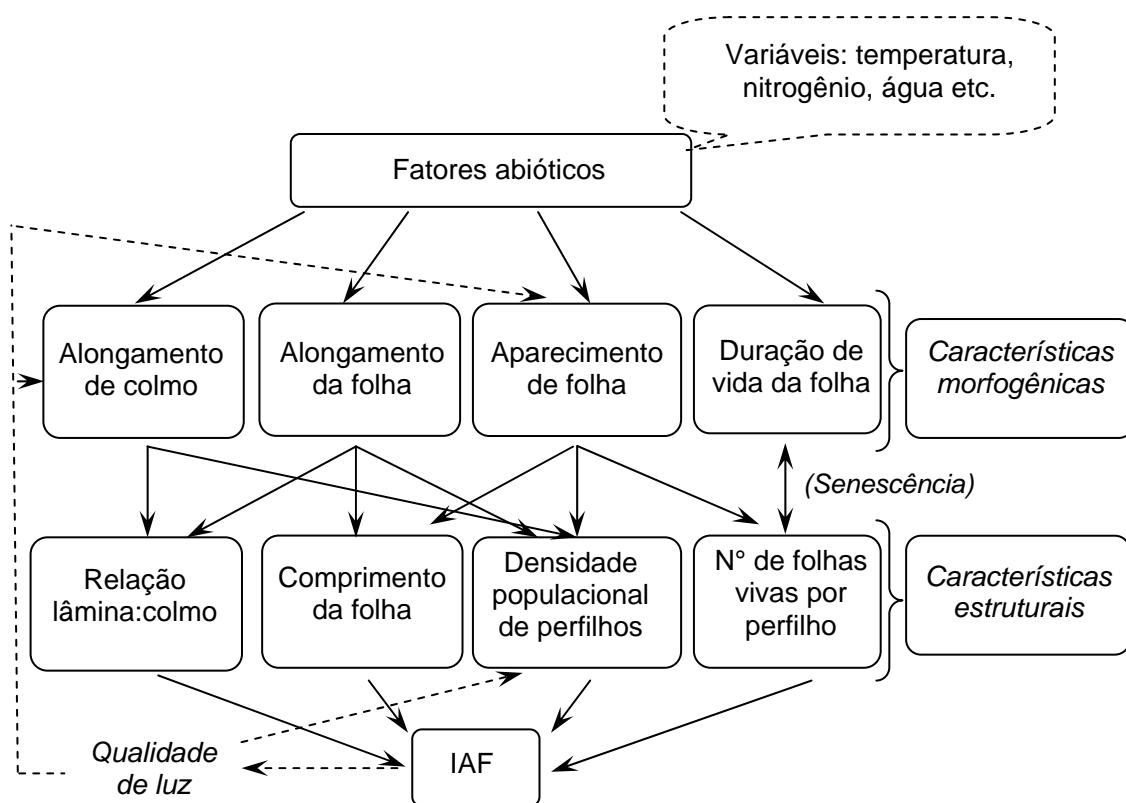 Variáveis: temperatura,
nitrogênio, água etc.
Fatores abióticos
Alongamento
de colmo
Alongamento
da folha
Aparecimento
de folha
Duração de
vida da folha
Características
morfogênicas
(Senescência)
Relação
lâmina:colmo
Comprimento
da folha
Densidade
populacional
de perfilhos
N° de folhas
vivas por
perfilho
Características
estruturais
Qualidade
de luz
IAF